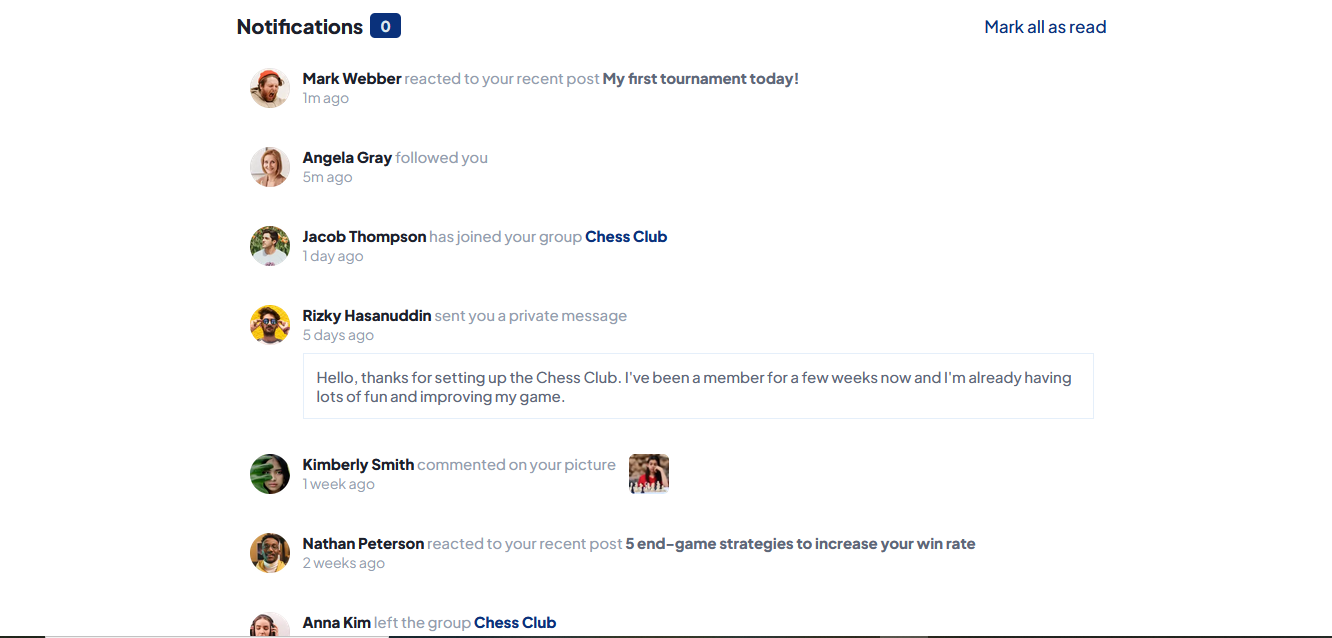 Notifications 0 Mark all as read
Mark Webber reacted to your recent post My first tournament today!
1m ago
Angela Gray followed you
5m ago
Jacob Thompson has joined your group Chess Club
1 day ago
Rizky Hasanuddin sent you a private message
5 days ago
Hello, thanks for setting up the Chess Club. I've been a member for a few weeks now and I'm already having
lots of fun and improving my game.
Kimberly Smith commented on your picture
1 week ago
Nathan Peterson reacted to your recent post 5 end-game strategies to increase your win rate
2 weeks ago
Anna Kim left the group Chess Club